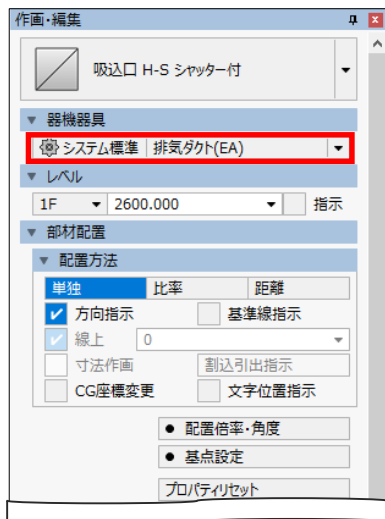 作画・編集
吸込口 H-S シャッター付
器機器具
システム標準 排気ダクト(EA)
レベル
1F 2600.000 指示
部材配置
配置方法
単独 比率 距離
方向指示 基準線指示
線上 0
寸法作画 割込引出指示
CG座標変更 文字位置指示
● 配置倍率・角度
● 基点設定
プロパティリセット